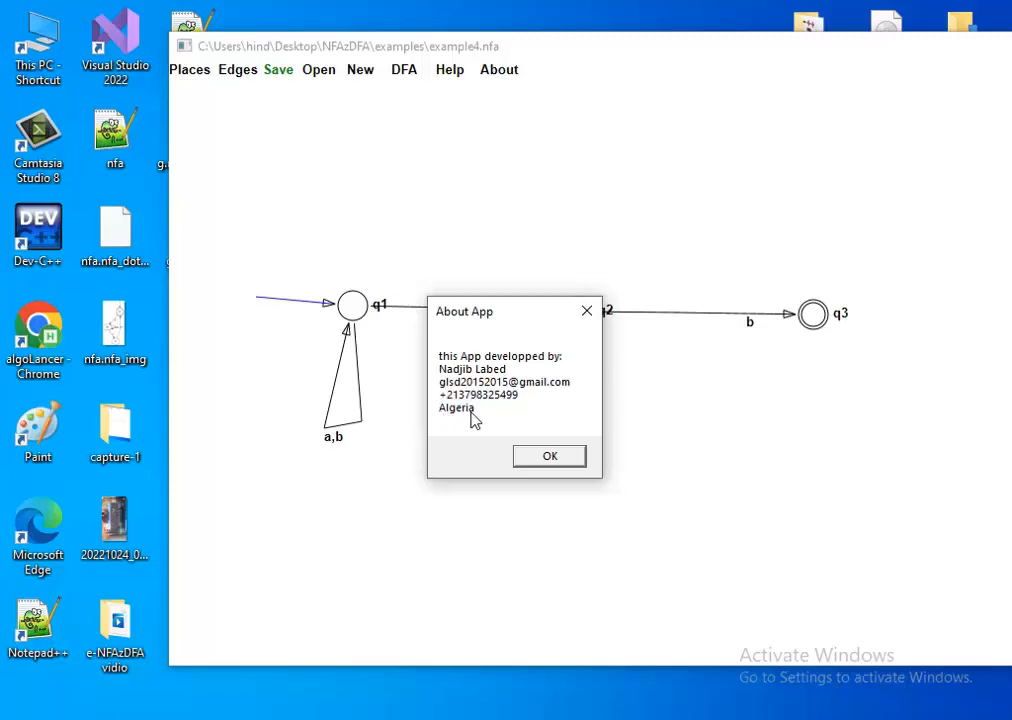 C:\Users\hind\Desktop\NFAzDFA\examples\example4.nfa
Places Edges Save Open New DFA Help About
This PC - Shortcut
Visual Studio 2022
Camtasia Studio 8
nfa
Dev-C++
nfa.nfa_dot...
algoLancer - Chrome
nfa.nfa_img
Paint
capture-1
Microsoft Edge
20221024_0...
Notepad++
e-NFAzDFA vidio
DEV C++
q1
q2
b
q3
a,b
About App
this App developped by:
Nadjib Labed
glsd20152015@gmail.com
+213798325499
Algeria
OK
Activate Windows
Go to Settings to activate Windows.